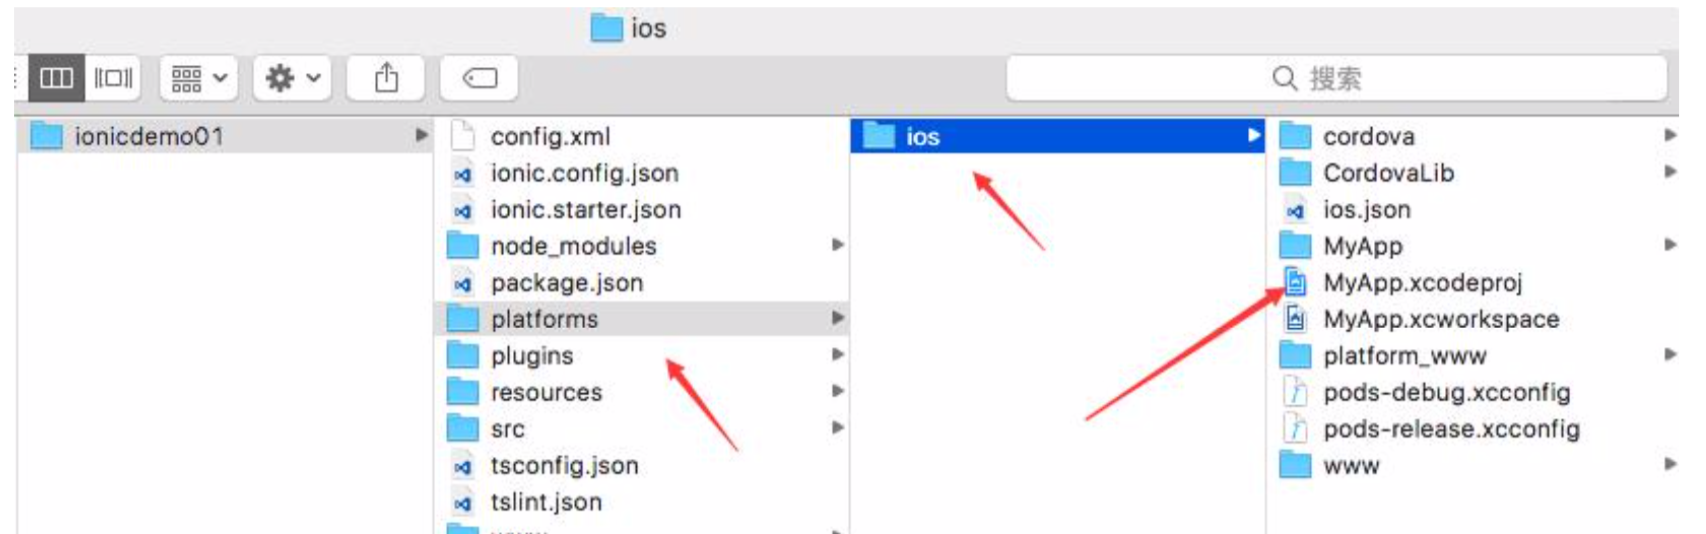 ios
搜索
ionicdemo01
config.xml
ionic.config.json
ionic.starter.json
node_modules
package.json
platforms
plugins
resources
src
tsconfig.json
tslint.json
ios
cordova
CordovaLib
ios.json
MyApp
MyApp.xcodeproj
MyApp.xcworkspace
platform_www
pods-debug.xcconfig
pods-release.xcconfig
www